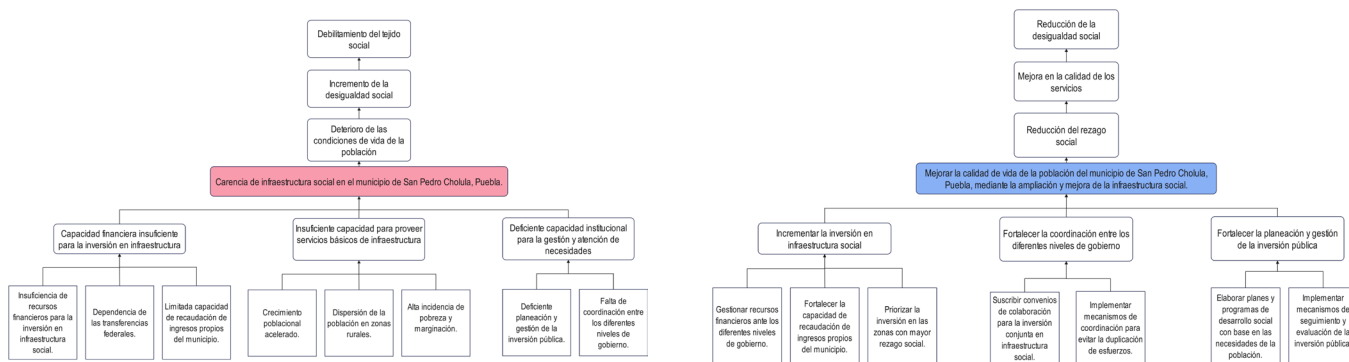 Debilitamiento del tejido
social
Incremento de la
desigualdad social
Deterioro de las
condiciones de vida de la
población
Carencia de infraestructura social en el municipio de San Pedro Cholula, Puebla.
Capacidad financiera insuficiente
para la inversión en infraestructura
Insuficiente capacidad para proveer
servicios básicos de infraestructura
Deficiente capacidad institucional
para la gestión y atención de
necesidades
Insuficiencia de
recursos
financieros para la
inversión en
infraestructura
social.
Dependencia de
las transferencias
federales.
Limitada capacidad
de recaudación de
ingresos propios
del municipio.
Crecimiento
poblacional
acelerado.
Dispersión de la
población en zonas
rurales.
Alta incidencia de
pobreza y
marginación.
Deficiente
planeación y
gestión de la
inversión pública.
Falta de
coordinación entre
los diferentes
niveles de
gobierno.
Reducción de la
desigualdad social
Mejora en la calidad de los
servicios
Reducción del rezago
social
Mejorar la calidad de vida de la población del municipio de San Pedro Cholula,
Puebla, mediante la ampliación y mejora de la infraestructura social.
Incrementar la inversión en
infraestructura social
Fortalecer la coordinación entre los
diferentes niveles de gobierno
Fortalecer la planeación y gestión
de la inversión pública
Gestionar recursos
financieros ante los
diferentes niveles
de gobierno.
Fortalecer la
capacidad de
recaudación de
ingresos propios
del municipio.
Priorizar la
inversión en las
zonas con mayor
rezago social.
Suscribir convenios
de colaboración
para la inversión
conjunta en
infraestructura
social.
Implementar
mecanismos de
coordinación para
evitar la duplicación
de esfuerzos.
Elaborar planes y
programas de
desarrollo social
con base en las
necesidades de la
población.
Implementar
mecanismos de
seguimiento y
evaluación de la
inversión pública